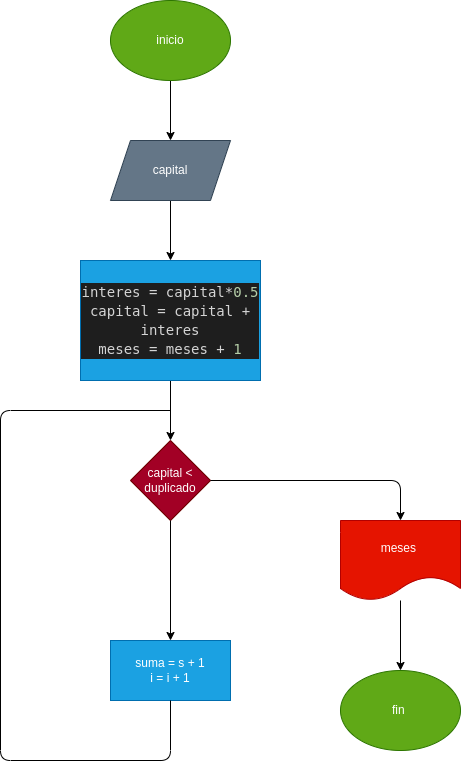 inicio
capital
interes = capital*0.5
capital = capital +
interes
meses = meses + 1
capital <
duplicado
meses
suma = s + 1
i = i + 1
fin